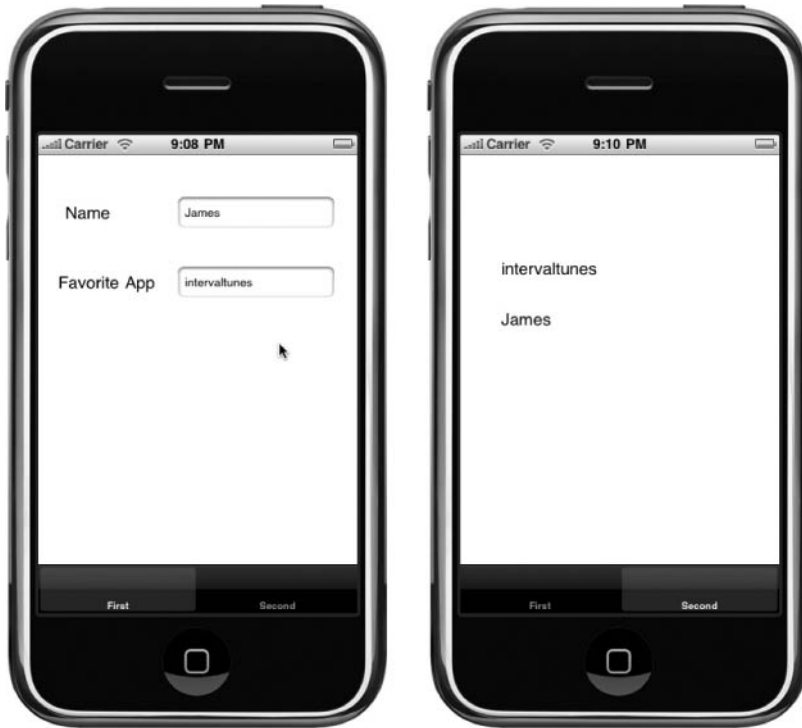 Carrier 9:08 PM
Name James
Favorite App intervaltunes
First Second
Carrier 9:10 PM
intervaltunes
James
First Second